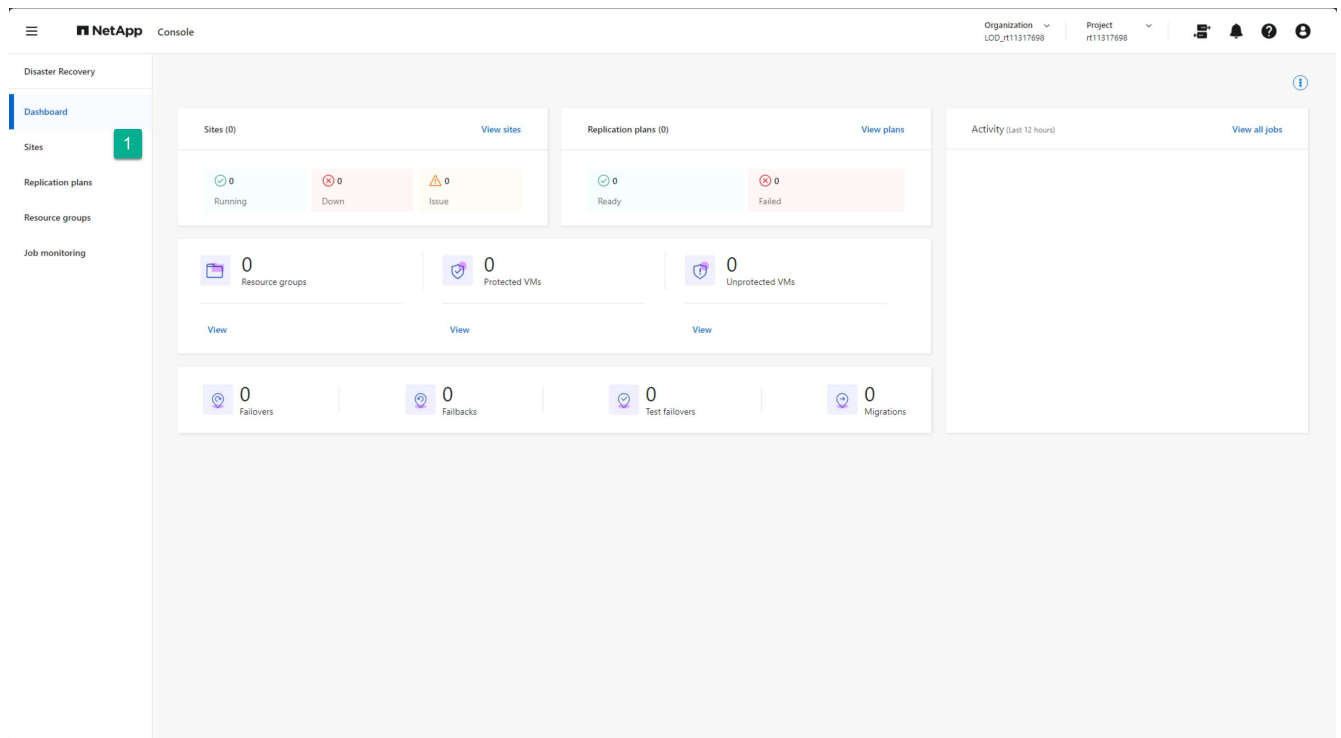 NetApp Console
Organization
LOD_rt11317698
Project
rt11317698
Disaster Recovery
Dashboard
Sites
1
Replication plans
Resource groups
Job monitoring
Sites (0) View sites
0 Running
0 Down
0 Issue
Replication plans (0) View plans
0 Ready
0 Failed
Activity (Last 12 hours) View all jobs
0 Resource groups
View
0 Protected VMs
View
0 Unprotected VMs
View
0 Failovers
0 Failbacks
0 Test failovers
0 Migrations